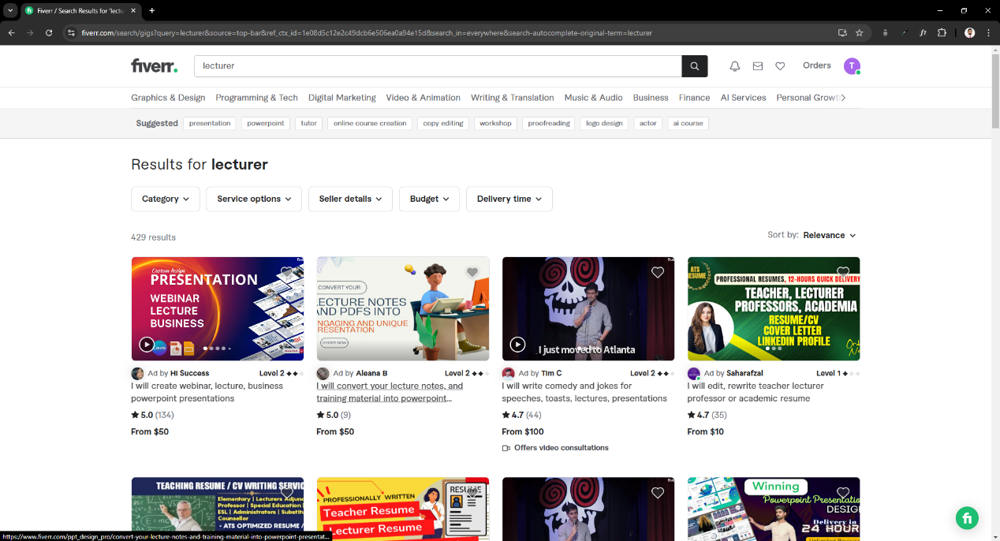 Fiverr / Search Results for 'lectu
fiverr.com/search/gigs?query=lecturer&source=top-bar&ref_ctx_id=1e08d5c12e2c49dcb6e506ea0a94e15d&search_in=everywhere&search-autocomplete-original-term=lecturer
fiverr.
lecturer
Orders
T
Graphics & Design Programming & Tech Digital Marketing Video & Animation Writing & Translation Music & Audio Business Finance AI Services Personal Growt
Suggested presentation powerpoint tutor online course creation copy editing workshop proofreading logo design actor ai course
Results for lecturer
Category Service options Seller details Budget Delivery time
429 results
Sort by: Relevance
Custom design
PRESENTATION
WEBINAR
LECTURE
BUSINESS
Ad by HI Success Level 2
I will create webinar, lecture, business
powerpoint presentations
5.0 (134)
From $50
CONVERT YOUR
LECTURE NOTES
AND PDFS INTO
ENGAGING AND UNIQUE
PRESENTATION
ORDER NOW
Ad by Aleana B Level 2
I will convert your lecture notes, and
training material into powerpoint...
5.0 (9)
From $50
I just moved to Atlanta
Ad by Tim C Level 2
I will write comedy and jokes for
speeches, toasts, lectures, presentations
4.7 (44)
From $100
Offers video consultations
ATS
RESUME
PROFESSIONAL RESUMES, 12-HOURS QUICK DELIVERY
TEACHER, LECTURER
PROFESSORS, ACADEMIA
RESUME/CV
COVER LETTER
LINKEDIN PROFILE
Ad by Saharafzal Level 1
I will edit, rewrite teacher lecturer
professor or academic resume
4.7 (35)
From $10
TEACHING RESUME / CV WRITING SERVIC
Elementary | Lecturers Adjunc
Professor | Special Education |
ESL | Administrators | Substitu
Counsellor
- ATS OPTIMIZED RESUME /
PROFESSIONALLY WRITTEN
Teacher Resume
Lecturer Resume
RESUME
Winning
Powerpoint Presentatio
DESIGN
Delivery in
24 HOUR
Unlimited Revisions
https://www.fiverr.com/ppt_design_pro/convert-your-lecture-notes-and-training-material-into-powerpoint-presentat...
fi